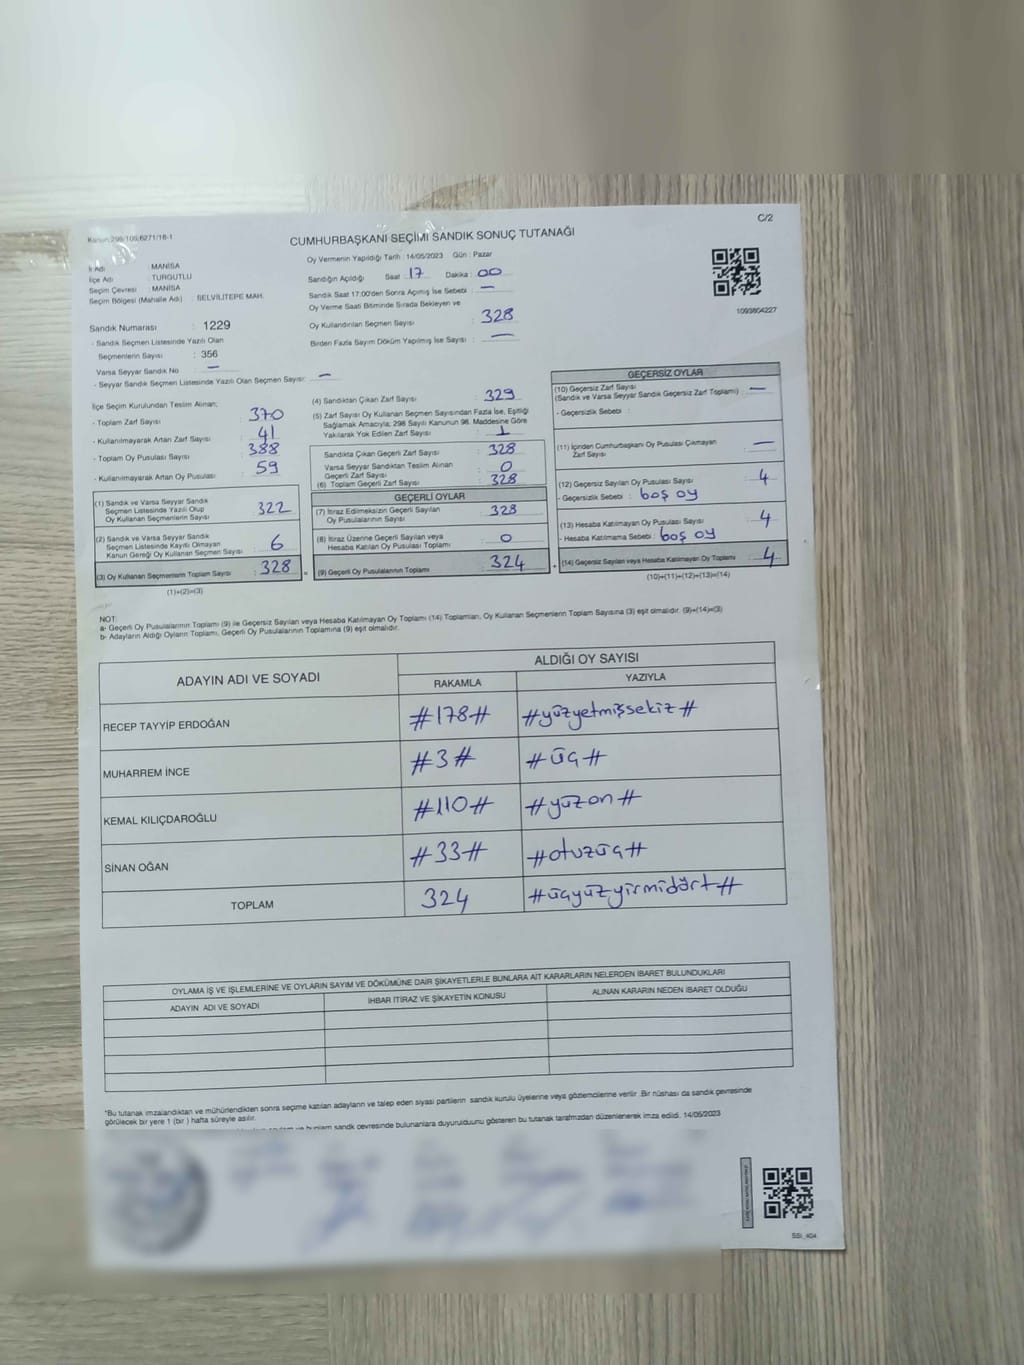 Kanun:298/109,6271/18-1
C/2
CUMHURBAŞKANI SEÇİMİ SANDIK SONUÇ TUTANAĞI
İl Adı : MANİSA
İlçe Adı : TURGUTLU
Seçim Çevresi : MANİSA
Seçim Bölgesi (Mahalle Adı) : SELVİLİTEPE MAH.
Sandık Numarası : 1229
- Sandık Seçmen Listesinde Yazılı Olan
Seçmenlerin Sayısı : 356
Varsa Seyyar Sandık No : —
- Seyyar Sandık Seçmen Listesinde Yazılı Olan Seçmen Sayısı: —
Oy Vermenin Yapıldığı Tarih : 14/05/2023 Gün : Pazar
Sandığın Açıldığı Saat : 17 Dakika : 00
Sandık Saat 17:00'den Sonra Açılmış İse Sebebi : —
Oy Verme Saati Bitiminde Sırada Bekleyen ve
Oy Kullandırılan Seçmen Sayısı : 328
Birden Fazla Sayım Döküm Yapılmış İse Sayısı : —
1093804227
İlçe Seçim Kurulundan Teslim Alınan;
- Toplam Zarf Sayısı : 370
- Kullanılmayarak Artan Zarf Sayısı : 41
- Toplam Oy Pusulası Sayısı : 388
- Kullanılmayarak Artan Oy Pusulası : 59
(1) Sandık ve Varsa Seyyar Sandık
Seçmen Listesinde Yazılı Olup
Oy Kullanan Seçmenlerin Sayısı : 322
(2) Sandık ve Varsa Seyyar Sandık
Seçmen Listesinde Kayıtlı Olmayan
Kanun Gereği Oy Kullanan Seçmen Sayısı : 6
(3) Oy Kullanan Seçmenlerin Toplam Sayısı : 328
(1)+(2)=(3)
(4) Sandıktan Çıkan Zarf Sayısı : 329
(5) Zarf Sayısı Oy Kullanan Seçmen Sayısından Fazla İse, Eşitliği
Sağlamak Amacıyla; 298 Sayılı Kanunun 98. Maddesine Göre
Yakılarak Yok Edilen Zarf Sayısı : 1
Sandıkta Çıkan Geçerli Zarf Sayısı : 328
Varsa Seyyar Sandıktan Teslim Alınan
Geçerli Zarf Sayısı : 0
(6) Toplam Geçerli Zarf Sayısı : 328
GEÇERLİ OYLAR
(7) İtiraz Edilmeksizin Geçerli Sayılan
Oy Pusulalarının Sayısı : 328
(8) İtiraz Üzerine Geçerli Sayılan veya
Hesaba Katılan Oy Pusulası Toplamı : 0
(9) Geçerli Oy Pusulalarının Toplamı : 324
GEÇERSİZ OYLAR
(10) Geçersiz Zarf Sayısı
(Sandık ve Varsa Seyyar Sandık Geçersiz Zarf Toplamı) : —
- Geçersizlik Sebebi :
(11) İçinden Cumhurbaşkanı Oy Pusulası Çıkmayan
Zarf Sayısı : —
(12) Geçersiz Sayılan Oy Pusulası Sayısı : 4
- Geçersizlik Sebebi : boş oy
(13) Hesaba Katılmayan Oy Pusulası Sayısı : 4
- Hesaba Katılmama Sebebi : boş oy
(14) Geçersiz Sayılan veya Hesaba Katılmayan Oy Toplamı : 4
(10)+(11)+(12)+(13)=(14)
NOT:
a- Geçerli Oy Pusulalarının Toplamı (9) ile Geçersiz Sayılan veya Hesaba Katılmayan Oy Toplamı (14) Toplamları, Oy Kullanan Seçmenlerin Toplam Sayısına (3) eşit olmalıdır. (9)+(14)=(3)
b- Adayların Aldığı Oyların Toplamı, Geçerli Oy Pusulalarının Toplamına (9) eşit olmalıdır.
ADAYIN ADI VE SOYADI ALDIĞI OY SAYISI
RAKAMLA YAZIYLA
RECEP TAYYİP ERDOĞAN #178# #yüzyetmişsekiz#
MUHARREM İNCE #3# #üç#
KEMAL KILIÇDAROĞLU #110# #yüzon#
SİNAN OĞAN #33# #otuzüç#
TOPLAM 324 #üçyüzyirmidört#
OYLAMA İŞ VE İŞLEMLERİNE VE OYLARIN SAYIM VE DÖKÜMÜNE DAİR ŞİKAYETLERLE BUNLARA AİT KARARLARIN NELERDEN İBARET BULUNDUKLARI
ADAYIN ADI VE SOYADI İHBAR İTİRAZ VE ŞİKAYETİN KONUSU ALINAN KARARIN NEDEN İBARET OLDUĞU
*Bu tutanak imzalandıktan ve mühürlendikten sonra seçime katılan adayların ve talep eden siyasi partilerin sandık kurulu üyelerine veya gözlemcilerine verilir. Bir nüshası da sandık çevresinde
görülecek bir yere 1 (bir ) hafta süreyle asılır.
sandık çevresinde bulunanlara duyurulduunu gösteren bu tutanak tarafımızdan düzenlenerek imza edildi. 14/05/2023
SSİ_404